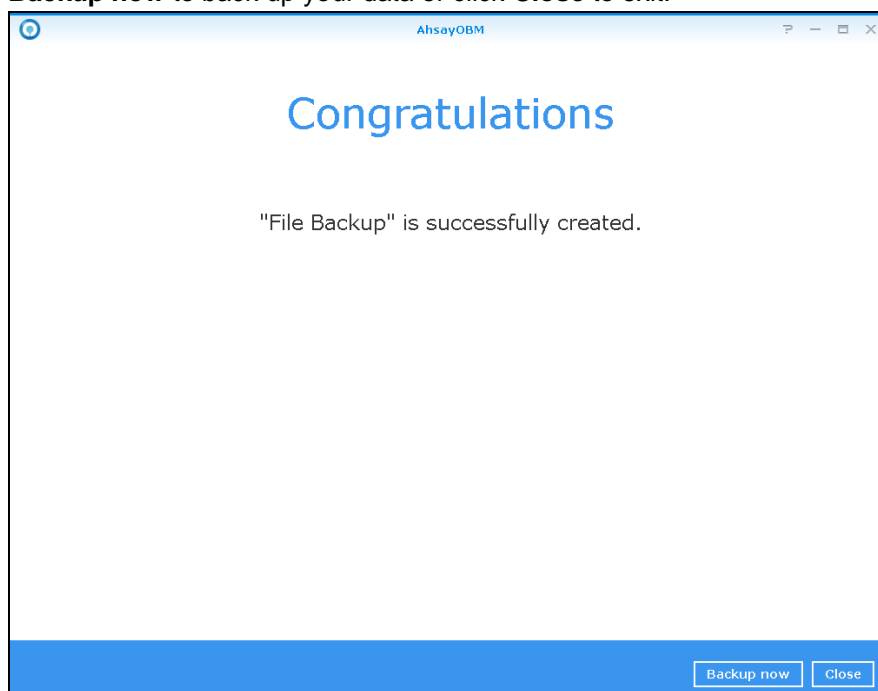 Backup now to back up your data or click Close to exit.
AhsayOBM
Congratulations
"File Backup" is successfully created.
Backup now Close